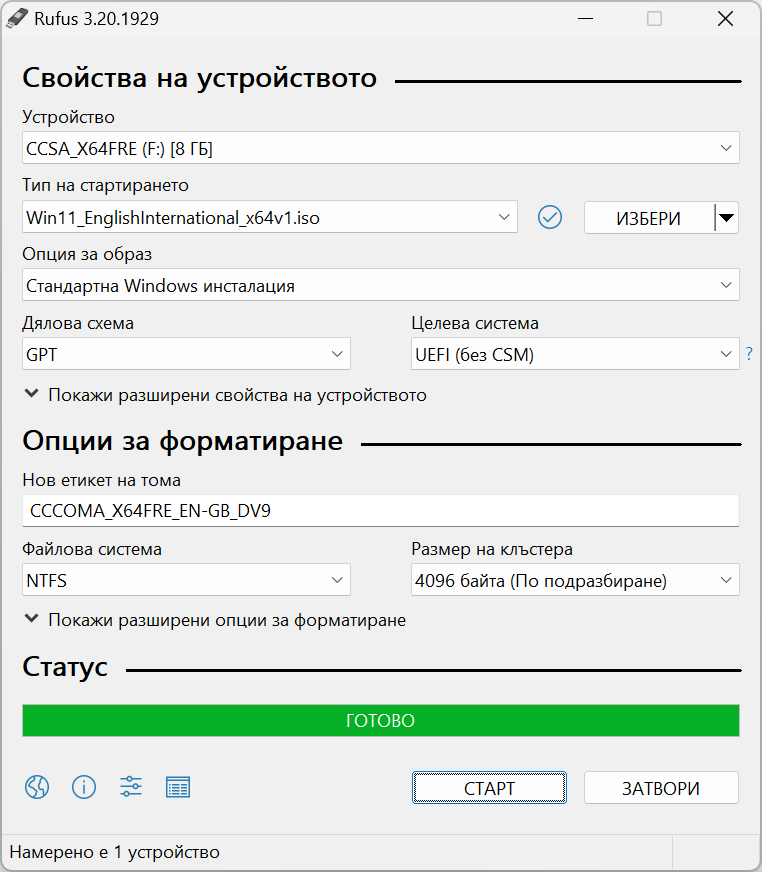 Rufus 3.20.1929
Свойства на устройството
Устройство
CCSA_X64FRE (F:) [8 ГБ]
Тип на стартирането
Win11_EnglishInternational_x64v1.iso
ИЗБЕРИ
Опция за образ
Стандартна Windows инсталация
Дялова схема
Целева система
GPT
UEFI (без CSM)
?
Покажи разширени свойства на устройството
Опции за форматиране
Нов етикет на тома
CCCOMA_X64FRE_EN-GB_DV9
Файлова система
Размер на клъстера
NTFS
4096 байта (По подразбиране)
Покажи разширени опции за форматиране
Статус
ГОТОВО
СТАРТ
ЗАТВОРИ
Намерено е 1 устройство